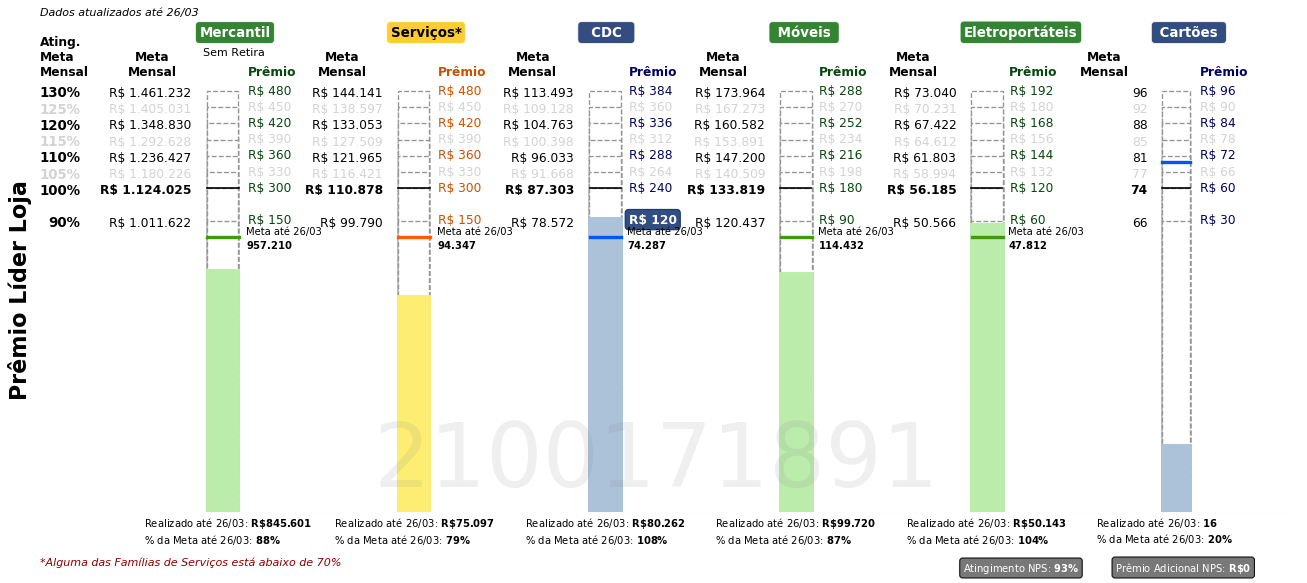 Dados atualizados até 26/03
Mercantil Serviços* CDC Móveis Eletroportáteis Cartões
Sem Retira
Ating. Meta Mensal Meta Mensal Prêmio Meta Mensal Prêmio Meta Mensal Prêmio Meta Mensal Prêmio Meta Mensal Prêmio Meta Mensal Prêmio
130% R$ 1.461.232 R$ 480 R$ 144.141 R$ 480 R$ 113.493 R$ 384 R$ 173.964 R$ 288 R$ 73.040 R$ 192 96 R$ 96
125% R$ 1.405.031 R$ 450 R$ 138.597 R$ 450 R$ 109.128 R$ 360 R$ 167.273 R$ 270 R$ 70.231 R$ 180 92 R$ 90
120% R$ 1.348.830 R$ 420 R$ 133.053 R$ 420 R$ 104.763 R$ 336 R$ 160.582 R$ 252 R$ 67.422 R$ 168 88 R$ 84
115% R$ 1.292.628 R$ 390 R$ 127.509 R$ 390 R$ 100.398 R$ 312 R$ 153.891 R$ 234 R$ 64.612 R$ 156 85 R$ 78
110% R$ 1.236.427 R$ 360 R$ 121.965 R$ 360 R$ 96.033 R$ 288 R$ 147.200 R$ 216 R$ 61.803 R$ 144 81 R$ 72
105% R$ 1.180.226 R$ 330 R$ 116.421 R$ 330 R$ 91.668 R$ 264 R$ 140.509 R$ 198 R$ 58.994 R$ 132 77 R$ 66
100% R$ 1.124.025 R$ 300 R$ 110.878 R$ 300 R$ 87.303 R$ 240 R$ 133.819 R$ 180 R$ 56.185 R$ 120 74 R$ 60
90% R$ 1.011.622 R$ 150 R$ 99.790 R$ 150 R$ 78.572 R$ 120 R$ 120.437 R$ 90 R$ 50.566 R$ 60 66 R$ 30
Meta até 26/03 Meta até 26/03 Meta até 26/03 Meta até 26/03 Meta até 26/03
957.210 94.347 74.287 114.432 47.812
Prêmio Líder Loja
2100171891
Realizado até 26/03: R$845.601 Realizado até 26/03: R$75.097 Realizado até 26/03: R$80.262 Realizado até 26/03: R$99.720 Realizado até 26/03: R$50.143 Realizado até 26/03: 16
% da Meta até 26/03: 88% % da Meta até 26/03: 79% % da Meta até 26/03: 108% % da Meta até 26/03: 87% % da Meta até 26/03: 104% % da Meta até 26/03: 20%
*Alguma das Famílias de Serviços está abaixo de 70%
Atingimento NPS: 93% Prêmio Adicional NPS: R$0